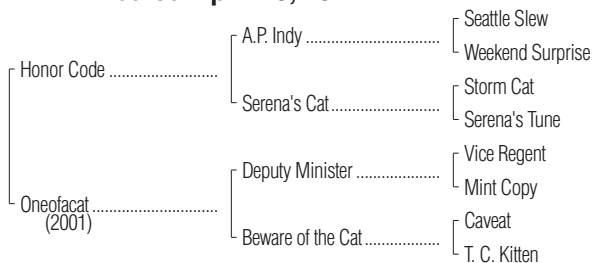 Seattle Slew
A.P. Indy
Weekend Surprise
Honor Code
Storm Cat
Serena's Cat
Serena's Tune
Vice Regent
Deputy Minister
Mint Copy
Oneofacat
(2001)
Caveat
Beware of the Cat
T. C. Kitten